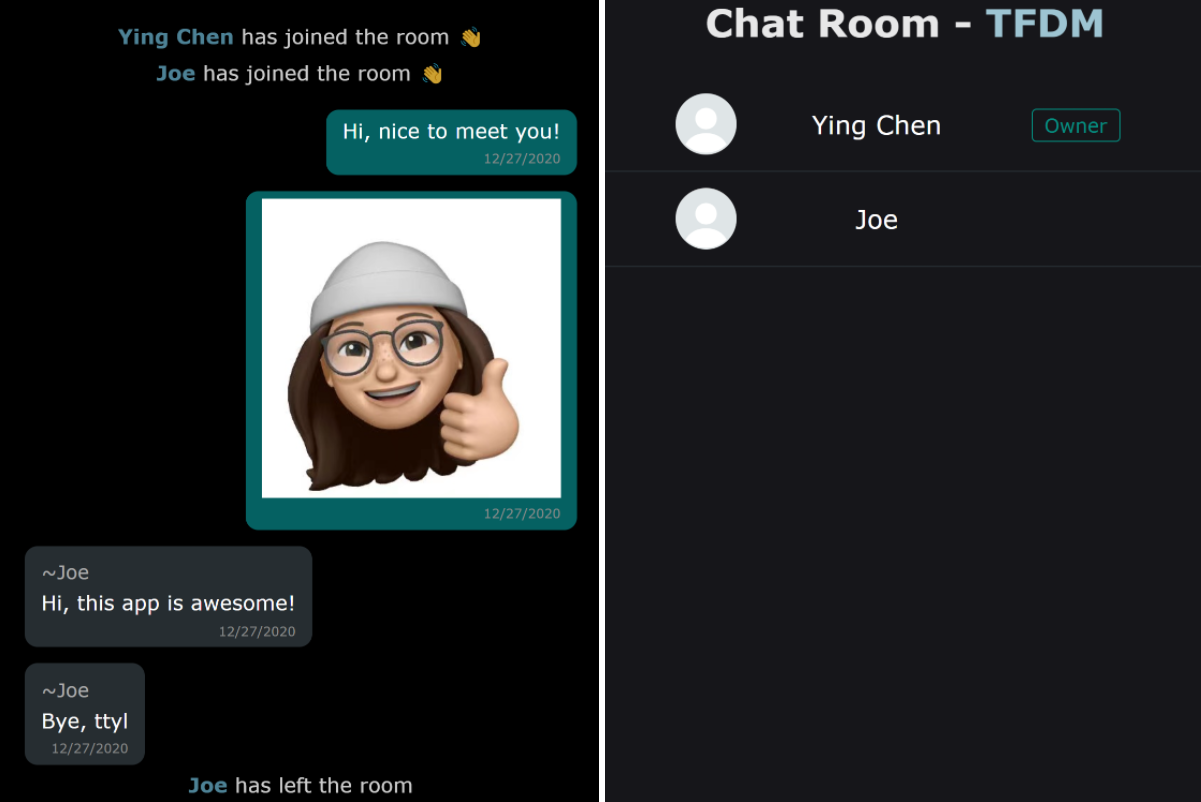 Ying Chen has joined the room 👋
Joe has joined the room 👋
Hi, nice to meet you!
12/27/2020
12/27/2020
~Joe
Hi, this app is awesome!
12/27/2020
~Joe
Bye, ttyl
12/27/2020
Joe has left the room
Chat Room - TFDM
Ying Chen Owner
Joe